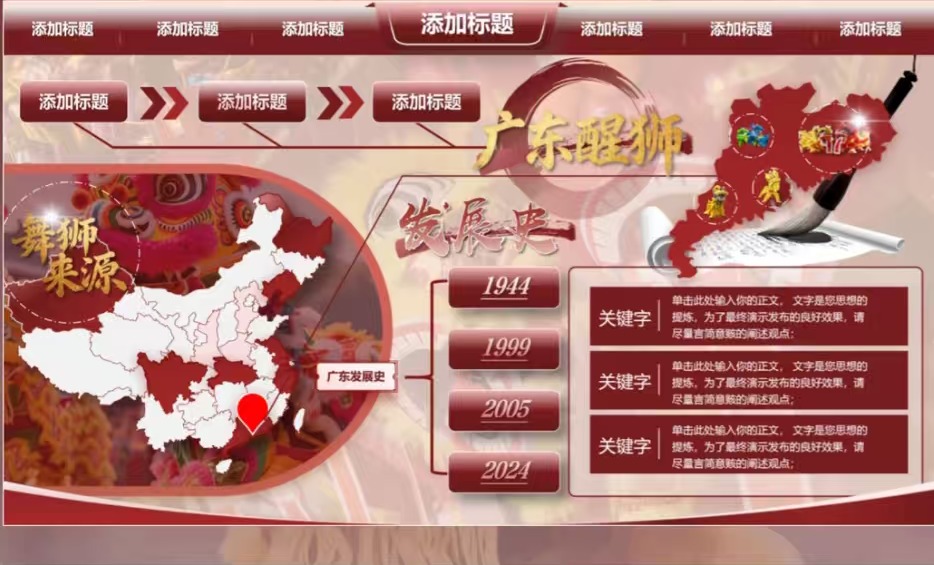 添加标题
添加标题
添加标题
添加标题
添加标题
添加标题
添加标题
添加标题
添加标题
添加标题
广东醒狮
发展史
舞狮
来源
广东发展史
1944
1999
2005
2024
关键字
单击此处输入你的正文，文字是您思想的
提炼，为了最终演示发布的良好效果，请
尽量言简意赅的阐述观点；
关键字
单击此处输入你的正文，文字是您思想的
提炼，为了最终演示发布的良好效果，请
尽量言简意赅的阐述观点；
关键字
单击此处输入你的正文，文字是您思想的
提炼，为了最终演示发布的良好效果，请
尽量言简意赅的阐述观点；